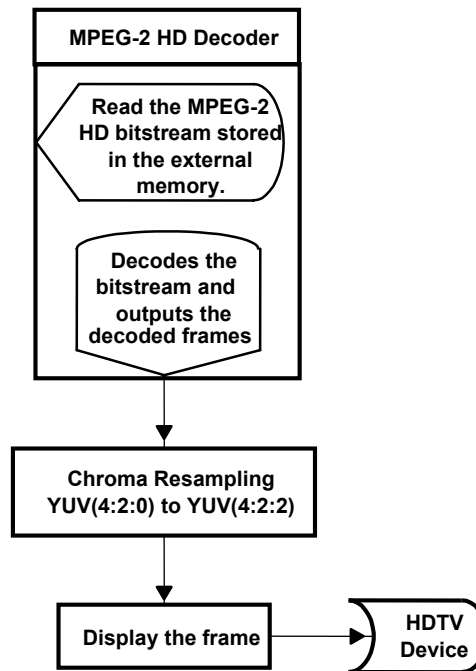 MPEG-2 HD Decoder
Read the MPEG-2
HD bitstream stored
in the external
memory.
Decodes the
bitstream and
outputs the
decoded frames
Chroma Resampling
YUV(4:2:0) to YUV(4:2:2)
Display the frame
HDTV
Device